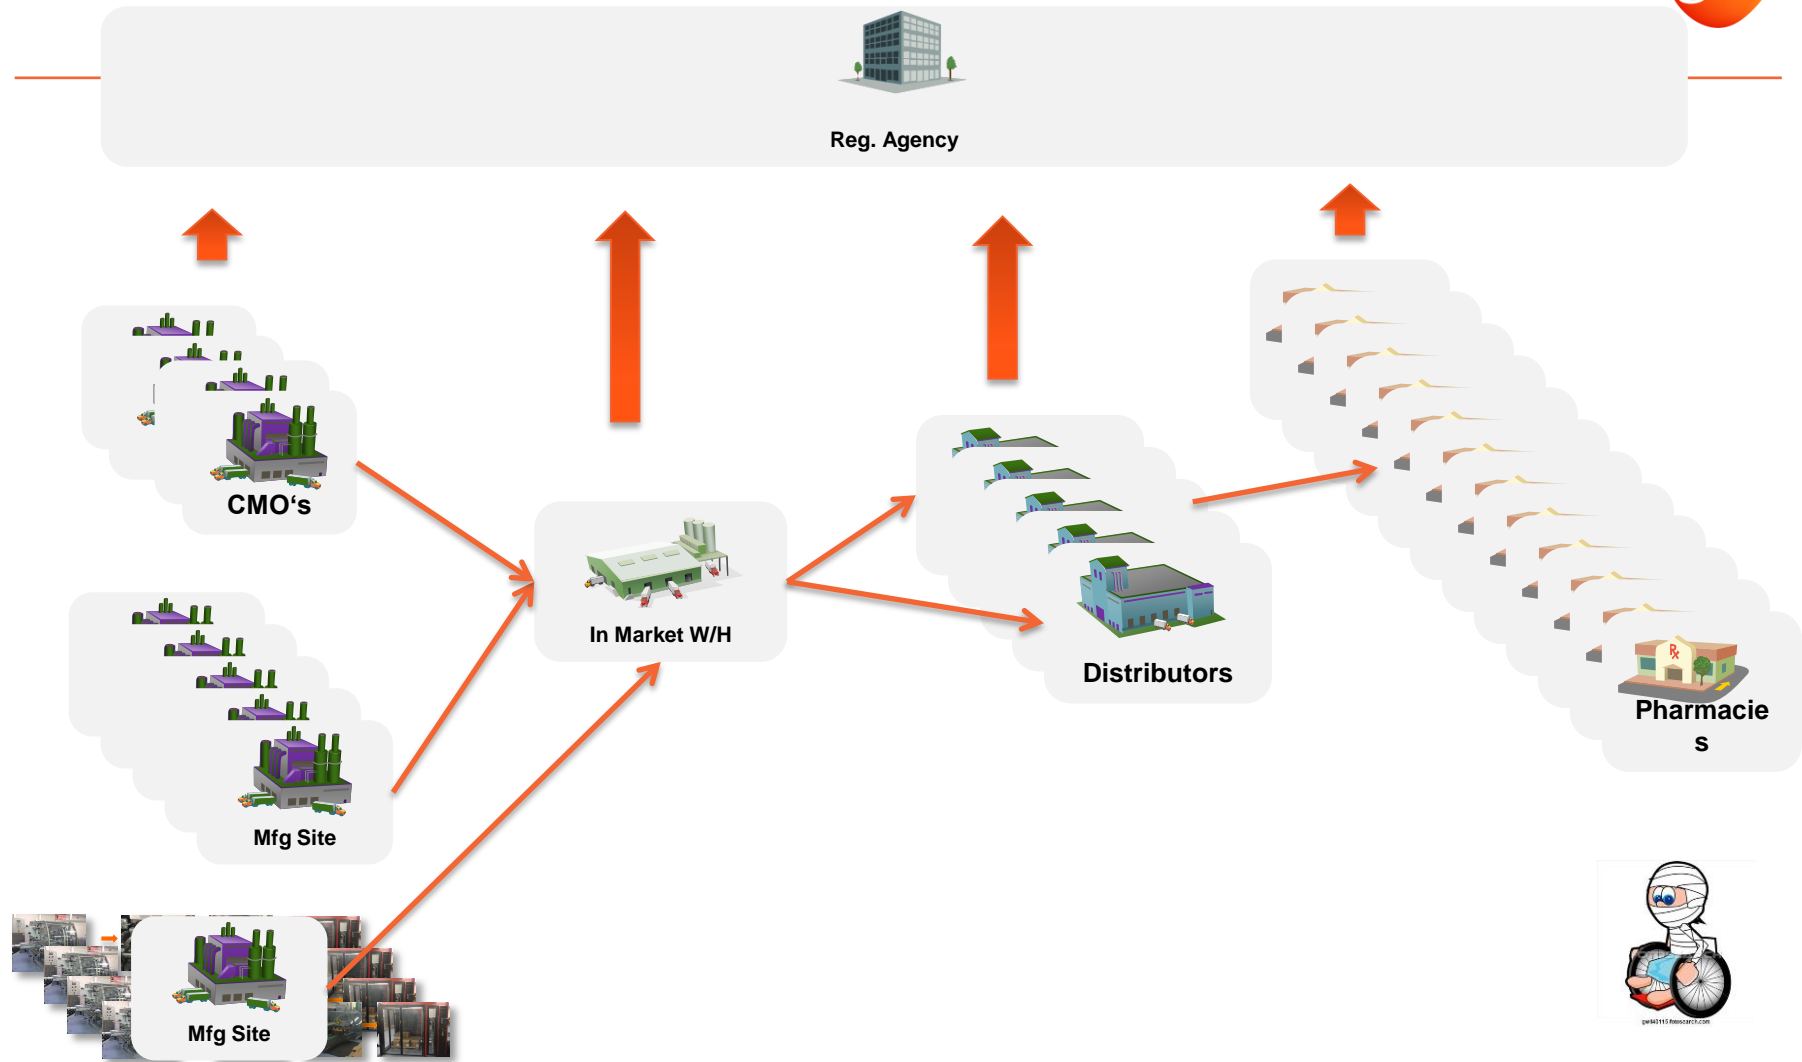 Reg. Agency
CMO‘s
In Market W/H
Distributors
Pharmacie
s
Mfg Site
Mfg Site